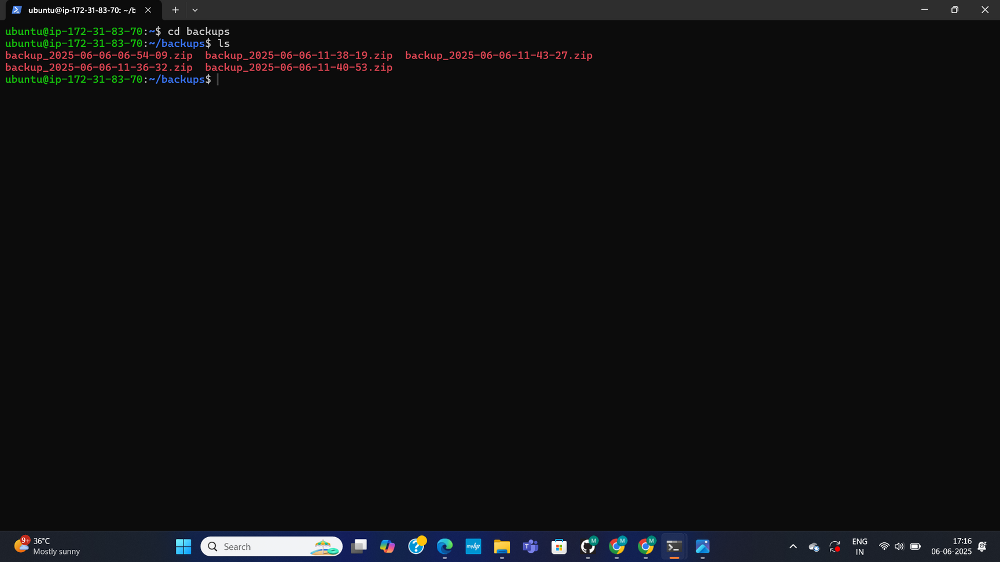 ubuntu@ip-172-31-83-70: ~/b
ubuntu@ip-172-31-83-70:~$ cd backups
ubuntu@ip-172-31-83-70:~/backups$ ls
backup_2025-06-06-06-54-09.zip  backup_2025-06-06-11-38-19.zip  backup_2025-06-06-11-43-27.zip
backup_2025-06-06-11-36-32.zip  backup_2025-06-06-11-40-53.zip
ubuntu@ip-172-31-83-70:~/backups$
9+
36°C
Mostly sunny
Search
myhp
T
M
M
M
ENG
IN
17:16
06-06-2025